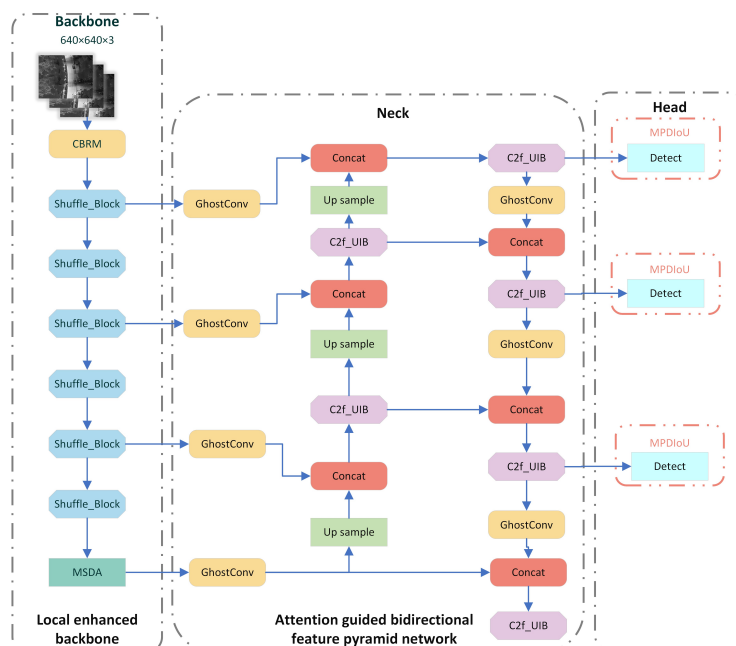 Backbone
640×640×3
CBRM
Shuffle_Block
Shuffle_Block
Shuffle_Block
Shuffle_Block
Shuffle_Block
Shuffle_Block
MSDA
Local enhanced
backbone
Neck
GhostConv
GhostConv
GhostConv
GhostConv
Concat
Up sample
C2f_UIB
Concat
Up sample
C2f_UIB
Concat
Up sample
C2f_UIB
GhostConv
Concat
C2f_UIB
GhostConv
Concat
C2f_UIB
GhostConv
Concat
C2f_UIB
Attention guided bidirectional
feature pyramid network
Head
MPDIoU
Detect
MPDIoU
Detect
MPDIoU
Detect